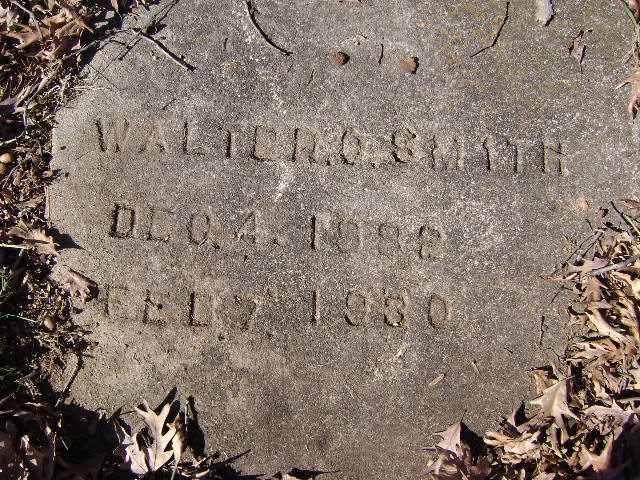 WALTER.O.SMITH
DEC.4.
FEB 7 1930